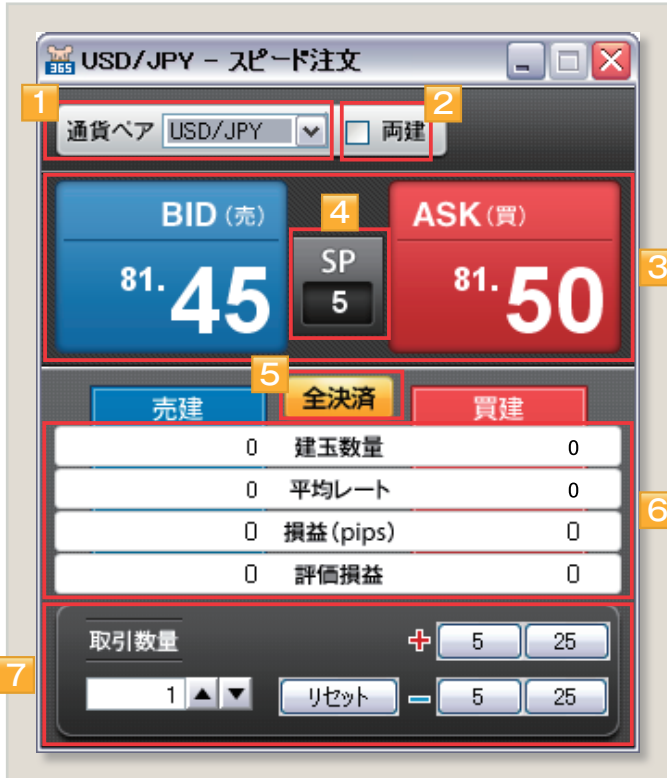 365 USD/JPY - スピード注文
1
2
通貨ペア USD/JPY 両建
3
4
BID (売) ASK (買)
SP
81.45 5 81.50
5
売建 全決済 買建
6
0 建玉数量 0
0 平均レート 0
0 損益(pips) 0
0 評価損益 0
7
取引数量 + 5 25
1 リセット − 5 25